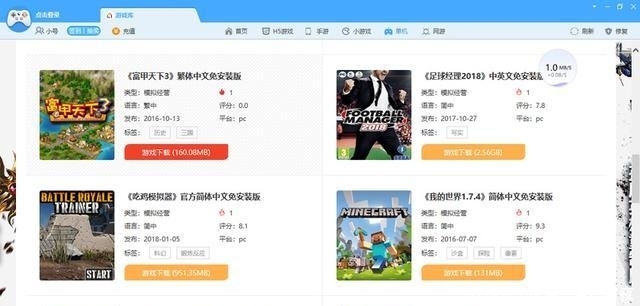 点击登录
游戏库
小号
签到 | 抽奖
充值
首页
H5游戏
手游
小游戏
单机
网游
刷新
修复
1.0 MB/S
+0.0B/S
富甲天下3
《富甲天下3》繁体中文免安装版
类型：模拟经营
1
语言：繁中
评分：0.0
发布：2016-10-13
平台：pc
标签：
历史
三国
游戏下载 (160.08MB)
FOOTBALL MANAGER 2018
《足球经理2018》中英文免安装版
类型：模拟经营
1
语言：简中
评分：7.8
发布：2017-10-27
平台：pc
标签：
写实
游戏下载 (2.56GB)
BATTLE ROYALE
TRAINER
START
《吃鸡模拟器》官方简体中文免安装版
类型：模拟经营
1
语言：简中
评分：8.1
发布：2018-01-05
平台：pc
标签：
科幻
锻炼反应
游戏下载 (951.35MB)
MINECRAFT
《我的世界1.7.4》简体中文免安装版
类型：模拟经营
1
语言：简中
评分：9.3
发布：2016-07-07
平台：pc
标签：
沙盒
探险
像素
游戏下载 (131MB)